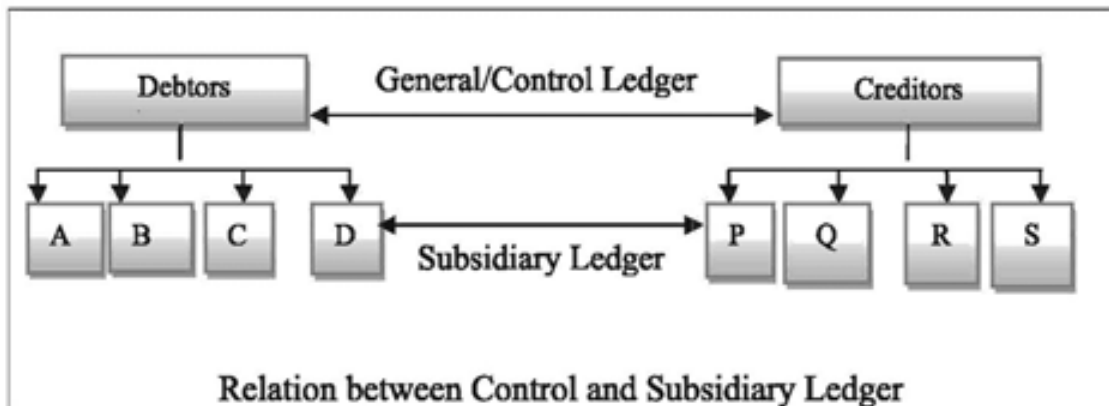 Debtors
General/Control Ledger
Creditors
A B C D
P Q R S
Subsidiary Ledger
Relation between Control and Subsidiary Ledger